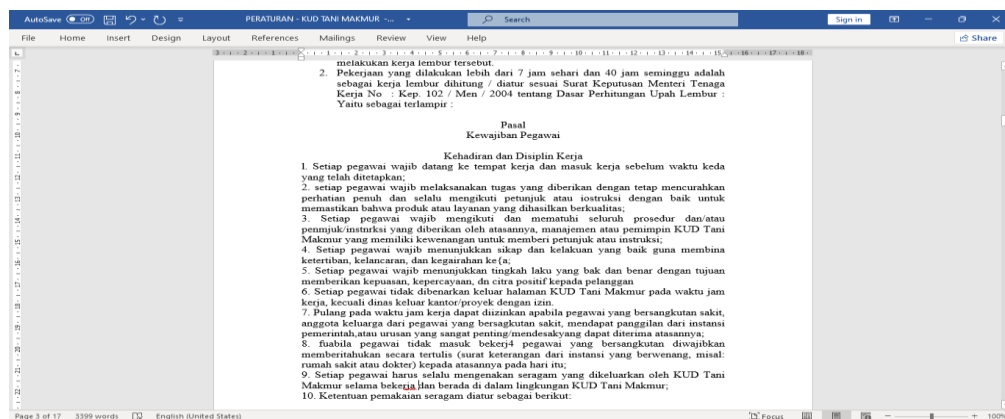 AutoSave Off PERATURAN - KUD TANI MAKMUR -... Search Sign in
File Home Insert Design Layout References Mailings Review View Help Share
melakukan kerja lembur tersebut.
2. Pekerjaan yang dilakukan lebih dari 7 jam sehari dan 40 jam seminggu adalah
sebagai kerja lembur dihitung / diatur sesuai Surat Keputusan Menteri Tenaga
Kerja No : Kep. 102 / Men / 2004 tentang Dasar Perhitungan Upah Lembur :
Yaitu sebagai terlampir :
Pasal
Kewajiban Pegawai
Kehadiran dan Disiplin Kerja
1. Setiap pegawai wajib datang ke tempat kerja dan masuk kerja sebelum waktu keda
yang telah ditetapkan;
2. setiap pegawai wajib melaksanakan tugas yang diberikan dengan tetap mencurahkan
perhatian penuh dan selalu mengikuti petunjuk atau iostruksi dengan baik untuk
memastikan bahwa produk atau layanan yang dihasilkan berkualitas;
3. Setiap pegawai wajib mengikuti dan mematuhi seluruh prosedur dan/atau
penmjuk/instnrksi yang diberikan oleh atasannya, manajemen atau pemimpin KUD Tani
Makmur yang memiliki kewenangan untuk memberi petunjuk atau instruksi;
4. Setiap pegawai wajib menunjukkan sikap dan kelakuan yang baik guna membina
ketertiban, kelancaran, dan kegairahan ke{a;
5. Setiap pegawai wajib menunjukkan tingkah laku yang bak dan benar dengan tujuan
memberikan kepuasan, kepercayaan, dn citra positif kepada pelanggan
6. Setiap pegawai tidak dibenarkan keluar halaman KUD Tani Makmur pada waktu jam
kerja, kecuali dinas keluar kantor/proyek dengan izin.
7. Pulang pada waktu jam kerja dapat diizinkan apabila pegawai yang bersangkutan sakit,
anggota keluarga dari pegawai yang bersagkutan sakit, mendapat panggilan dari instansi
pemerintah,atau urusan yang sangat penting/mendesakyang dapat diterima atasannya;
8. fuabila pegawai tidak masuk bekerj4 pegawai yang bersangkutan diwajibkan
memberitahukan secara tertulis (surat keterangan dari instansi yang berwenang, misal:
rumah sakit atau dokter) kepada atasannya pada hari itu;
9. Setiap pegawai harus selalu mengenakan seragam yang dikeluarkan oleh KUD Tani
Makmur selama bekerja dan berada di dalam lingkungan KUD Tani Makmur;
10. Ketentuan pemakaian seragam diatur sebagai berikut:
Page 3 of 17 3399 words English (United States) Focus 100%